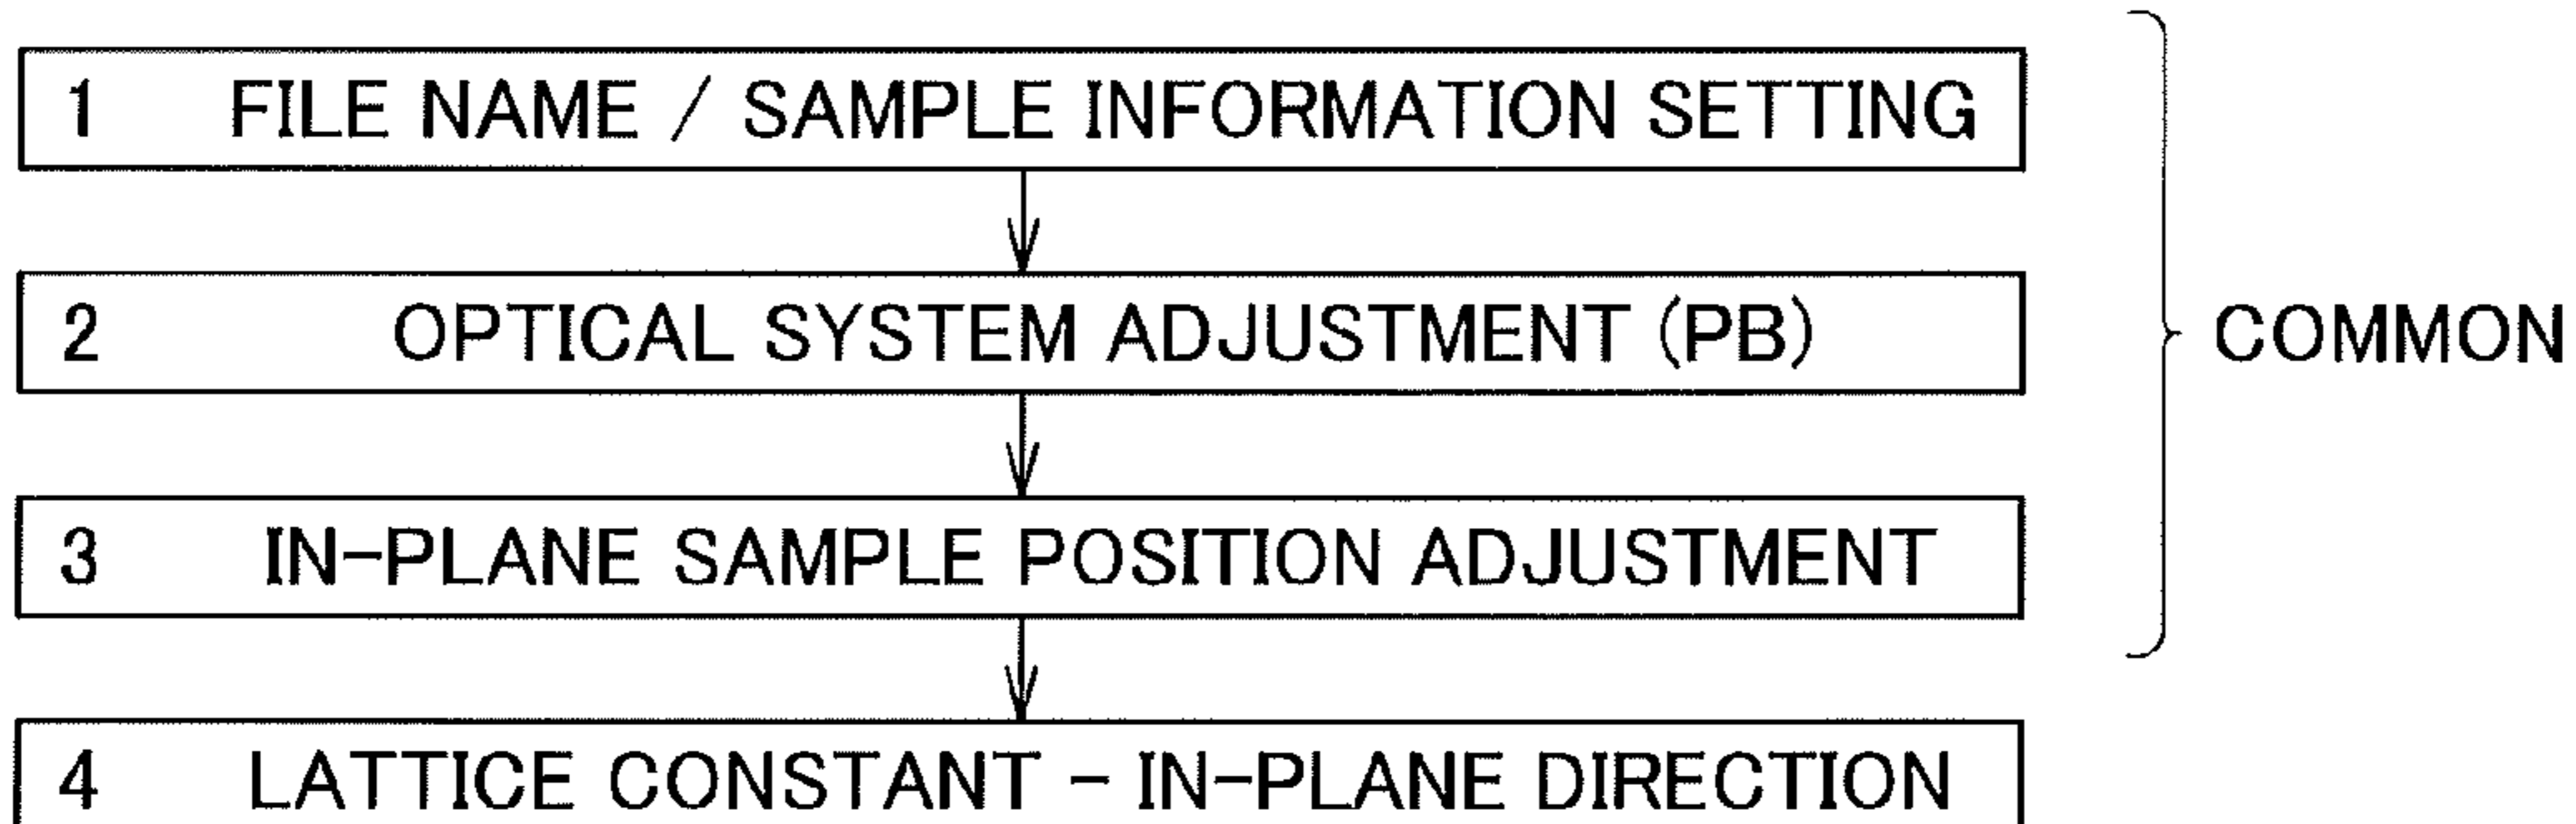 1 FILE NAME / SAMPLE INFORMATION SETTING
2 OPTICAL SYSTEM ADJUSTMENT (PB)
COMMON
3 IN-PLANE SAMPLE POSITION ADJUSTMENT
4 LATTICE CONSTANT - IN-PLANE DIRECTION